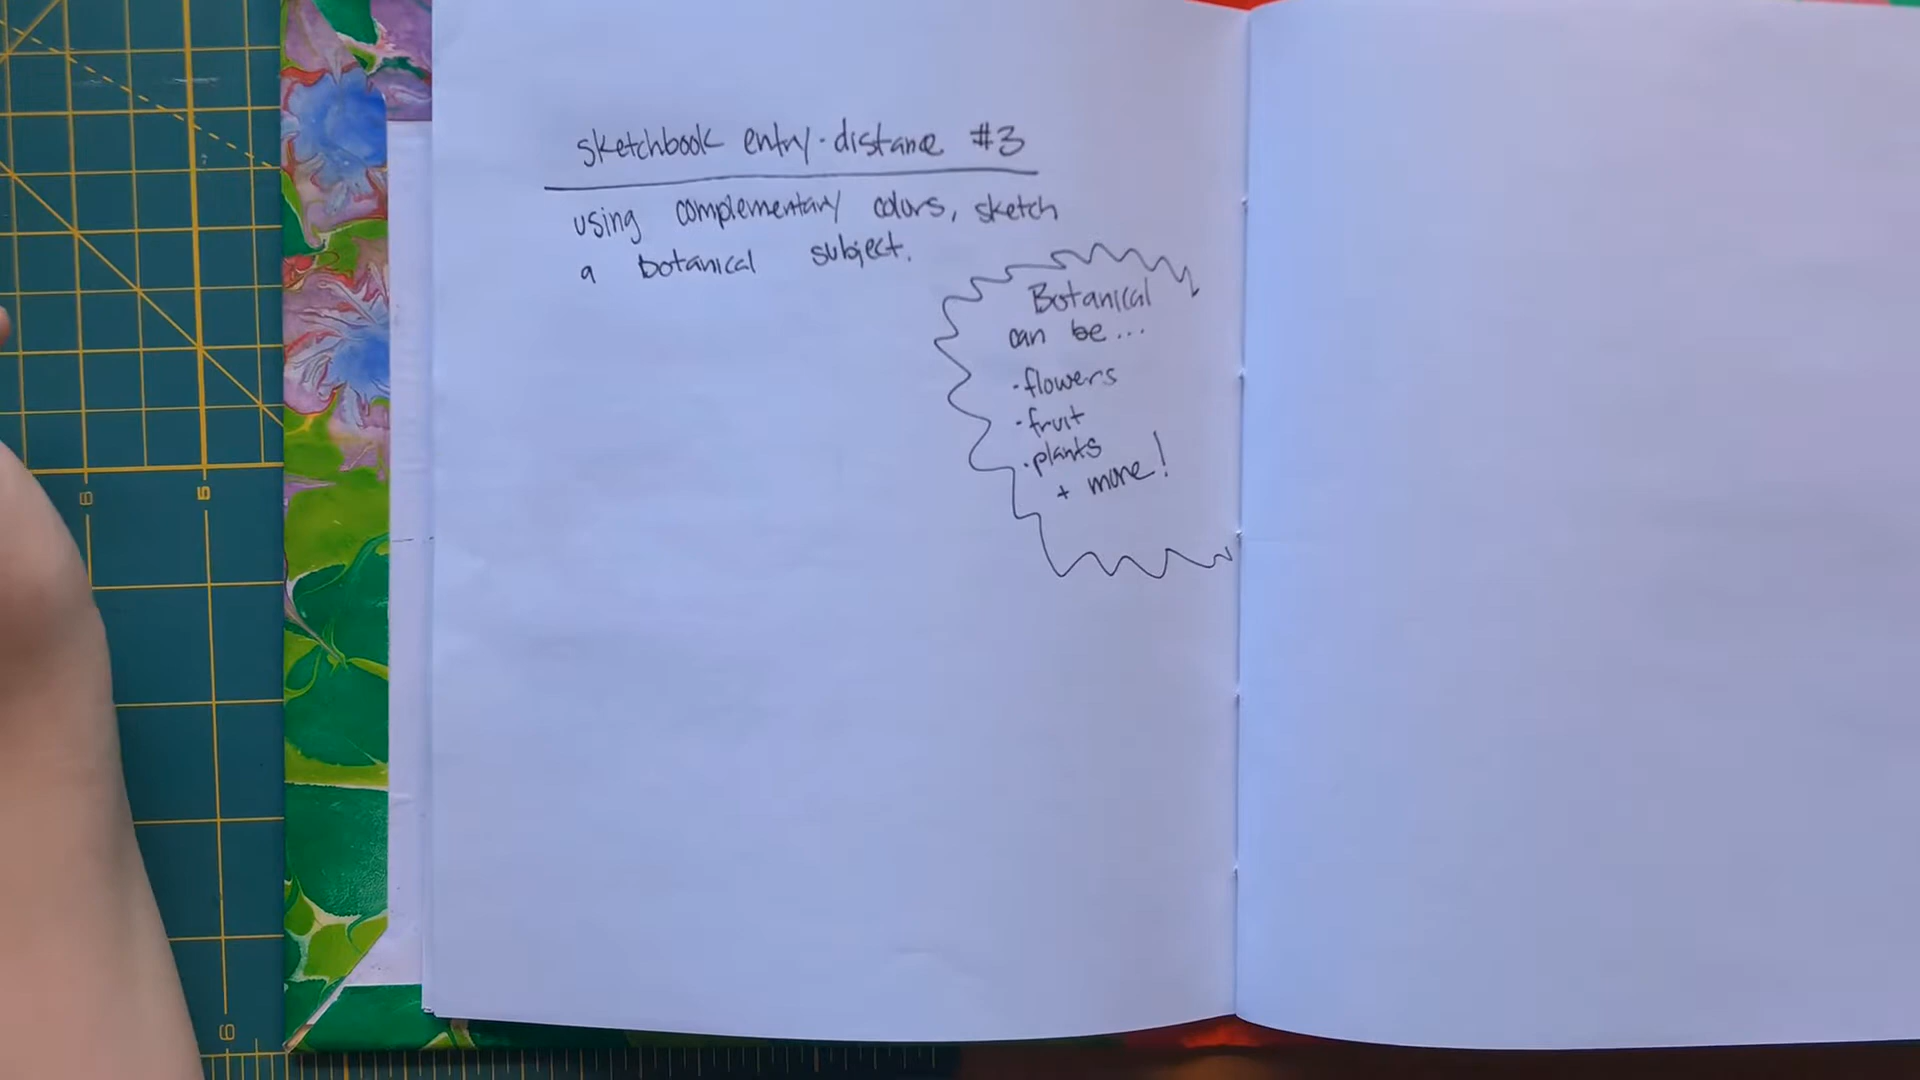 sketchbook entry · distance #3
using complementary colors, sketch
a botanical subject.
Botanical
can be...
· flowers
· fruit
· plants
+ more!